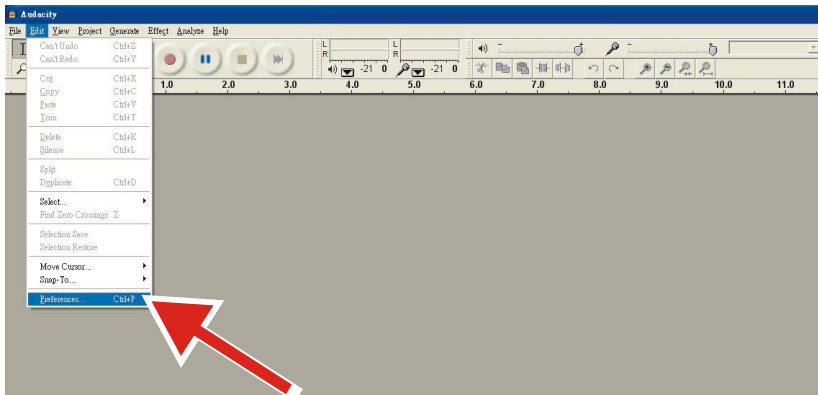 Audacity
File Edit View Project Generate Effect Analyze Help
Can't Undo Ctrl+Z
Can't Redo Ctrl+Y
Cut Ctrl+X
Copy Ctrl+C
Paste Ctrl+V
Trim Ctrl+T
Delete Ctrl+K
Silence Ctrl+L
Split
Duplicate Ctrl+D
Select...
Find Zero Crossings Z
Selection Save
Selection Restore
Move Cursor...
Snap-To...
Preferences... Ctrl+P
L L
R R
-21 0 -21 0
1.0 2.0 3.0 4.0 5.0 6.0 7.0 8.0 9.0 10.0 11.0